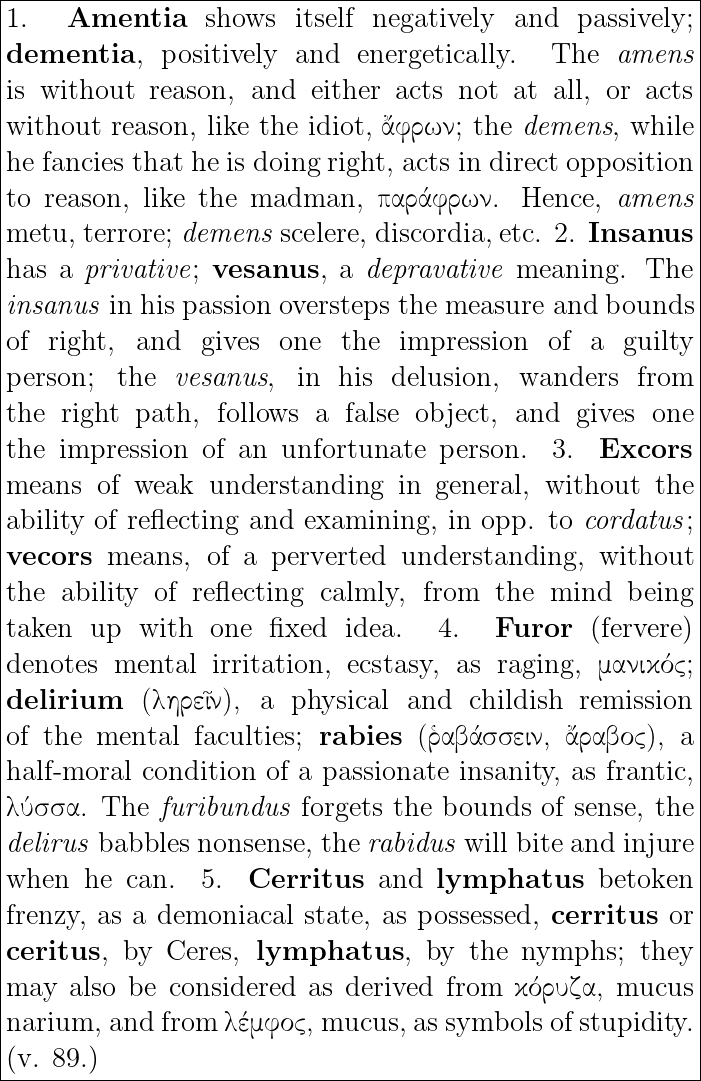 1. Amentia shows itself negatively and passively;
dementia, positively and energetically. The amens
is without reason, and either acts not at all, or acts
without reason, like the idiot, ἄφρων; the demens, while
he fancies that he is doing right, acts in direct opposition
to reason, like the madman, παράφρων. Hence, amens
metu, terrore; demens scelere, discordia, etc. 2. Insanus
has a privative; vesanus, a depravative meaning. The
insanus in his passion oversteps the measure and bounds
of right, and gives one the impression of a guilty
person; the vesanus, in his delusion, wanders from
the right path, follows a false object, and gives one
the impression of an unfortunate person. 3. Excors
means of weak understanding in general, without the
ability of reflecting and examining, in opp. to cordatus;
vecors means, of a perverted understanding, without
the ability of reflecting calmly, from the mind being
taken up with one fixed idea. 4. Furor (fervere)
denotes mental irritation, ecstasy, as raging, μανικός;
delirium (ληρεῖν), a physical and childish remission
of the mental faculties; rabies (ῥαβάσσειν, ἄραβος), a
half-moral condition of a passionate insanity, as frantic,
λύσσα. The furibundus forgets the bounds of sense, the
delirus babbles nonsense, the rabidus will bite and injure
when he can. 5. Cerritus and lymphatus betoken
frenzy, as a demoniacal state, as possessed, cerritus or
ceritus, by Ceres, lymphatus, by the nymphs; they
may also be considered as derived from κόρυζα, mucus
narium, and from λέμφος, mucus, as symbols of stupidity.
(v. 89.)